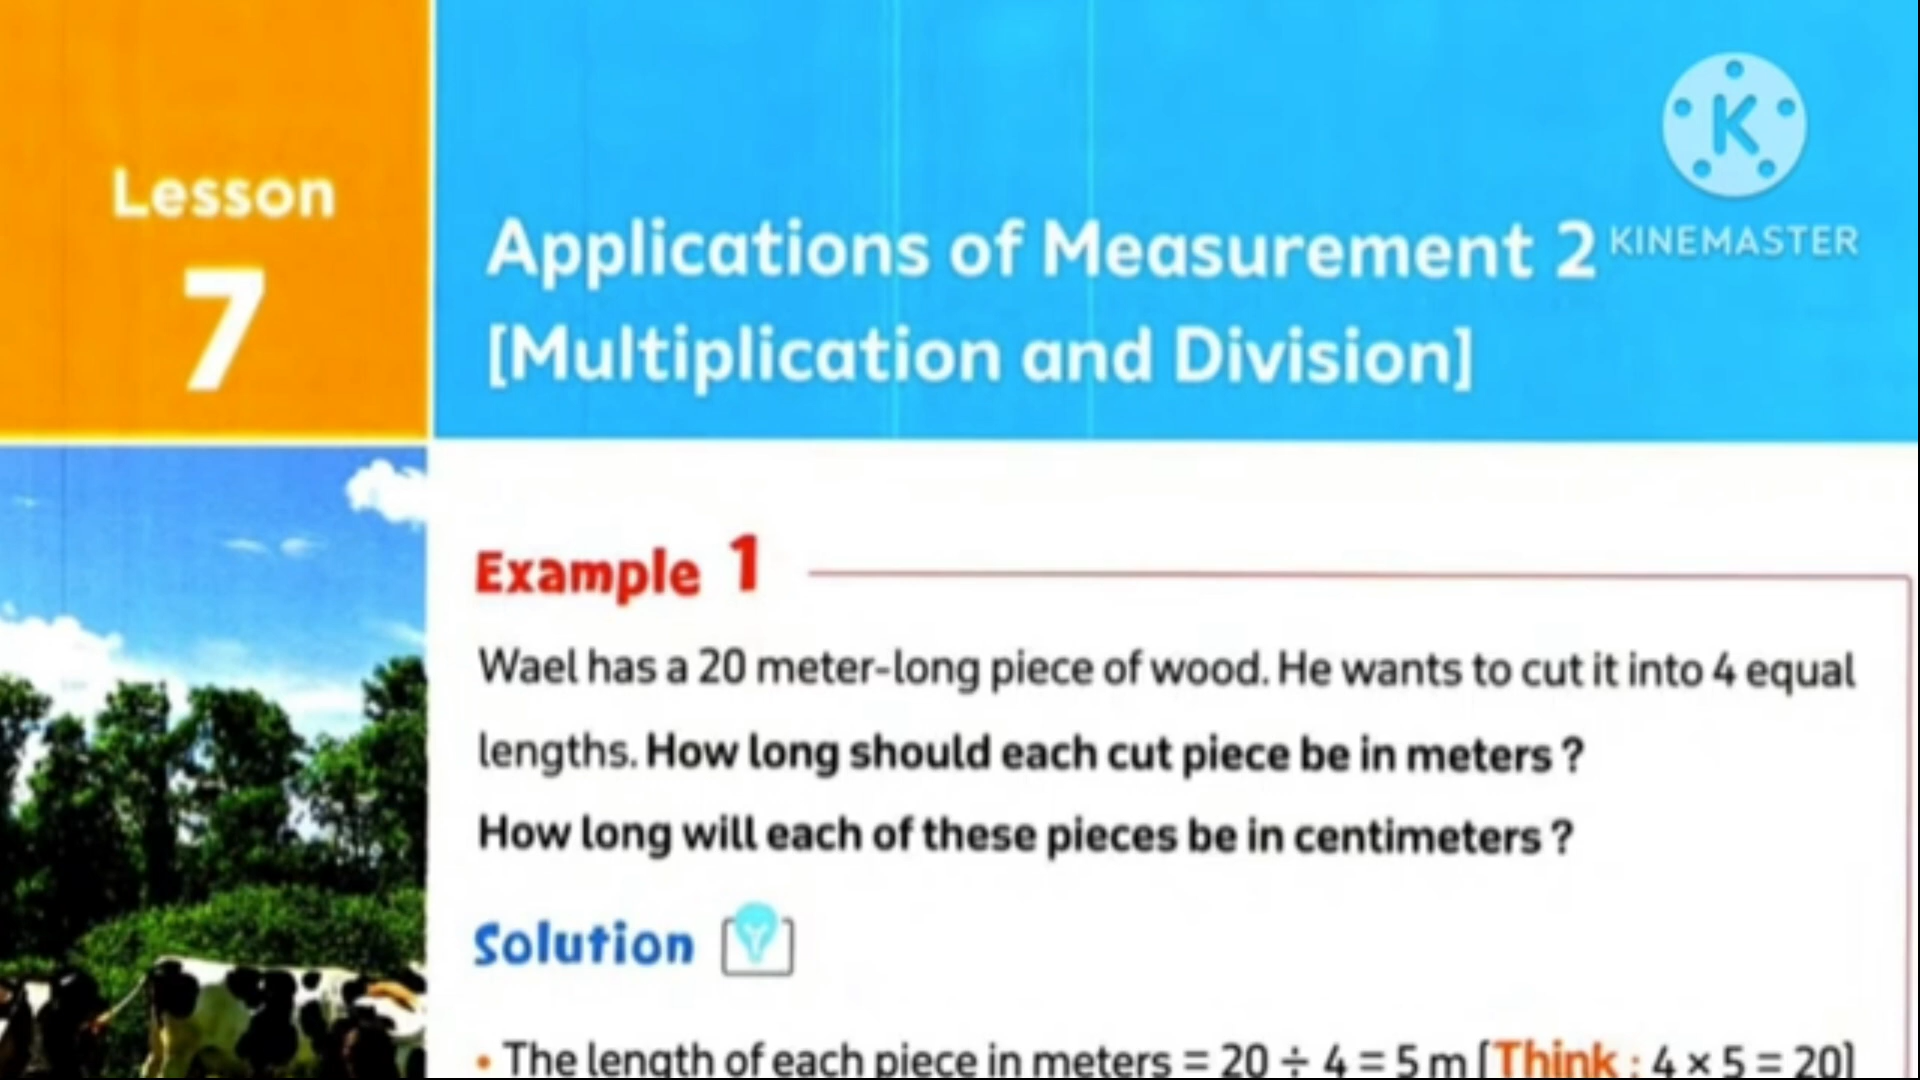 Lesson
7
K
KINEMASTER
Applications of Measurement 2
[Multiplication and Division]
Example 1
Wael has a 20 meter-long piece of wood. He wants to cut it into 4 equal
lengths. How long should each cut piece be in meters ?
How long will each of these pieces be in centimeters ?
Solution
• The length of each piece in meters = 20 ÷ 4 = 5 m [Think : 4 × 5 = 20]